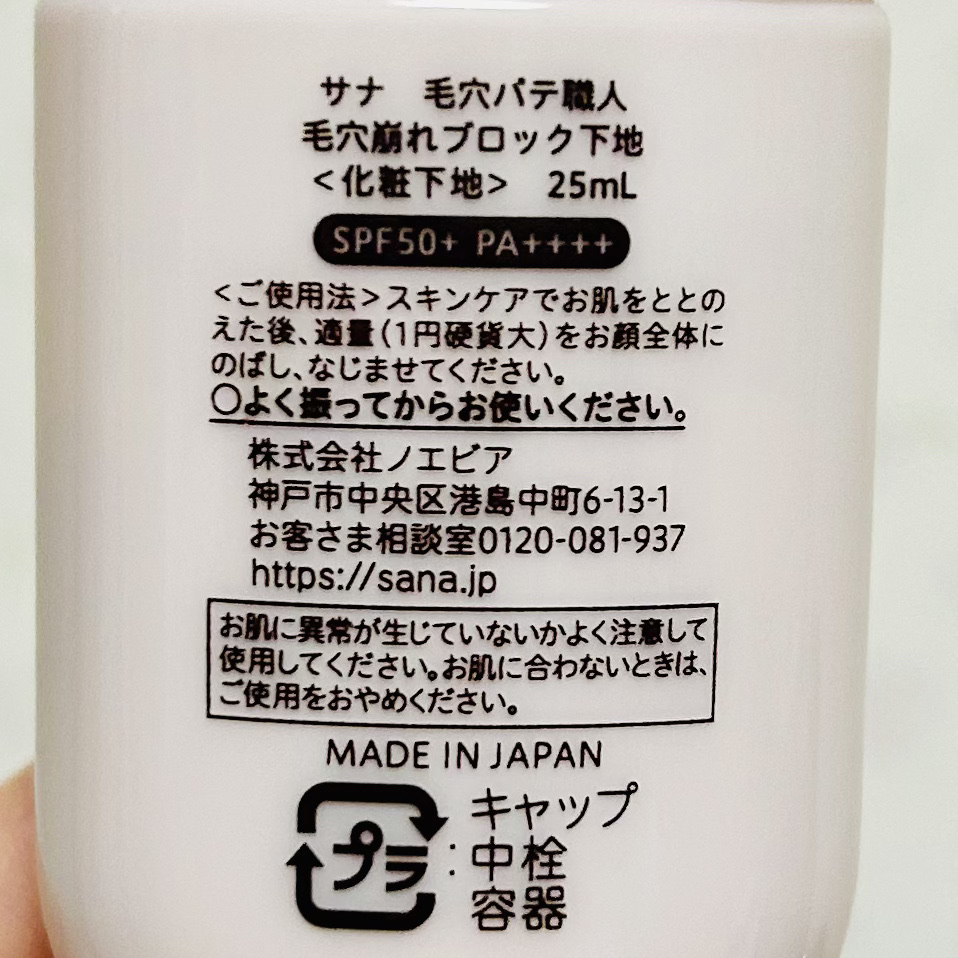 サナ　毛穴パテ職人
毛穴崩れブロック下地
＜化粧下地＞　25mL
SPF50+ PA++++
＜ご使用法＞スキンケアでお肌をととの
えた後、適量(1円硬貨大)をお顔全体に
のばし、なじませてください。
○よく振ってからお使いください。
株式会社ノエビア
神戸市中央区港島中町6-13-1
お客さま相談室0120-081-937
https://sana.jp
お肌に異常が生じていないかよく注意して
使用してください。お肌に合わないときは、
ご使用をおやめください。
MADE IN JAPAN
プラ：キャップ
中栓
容器